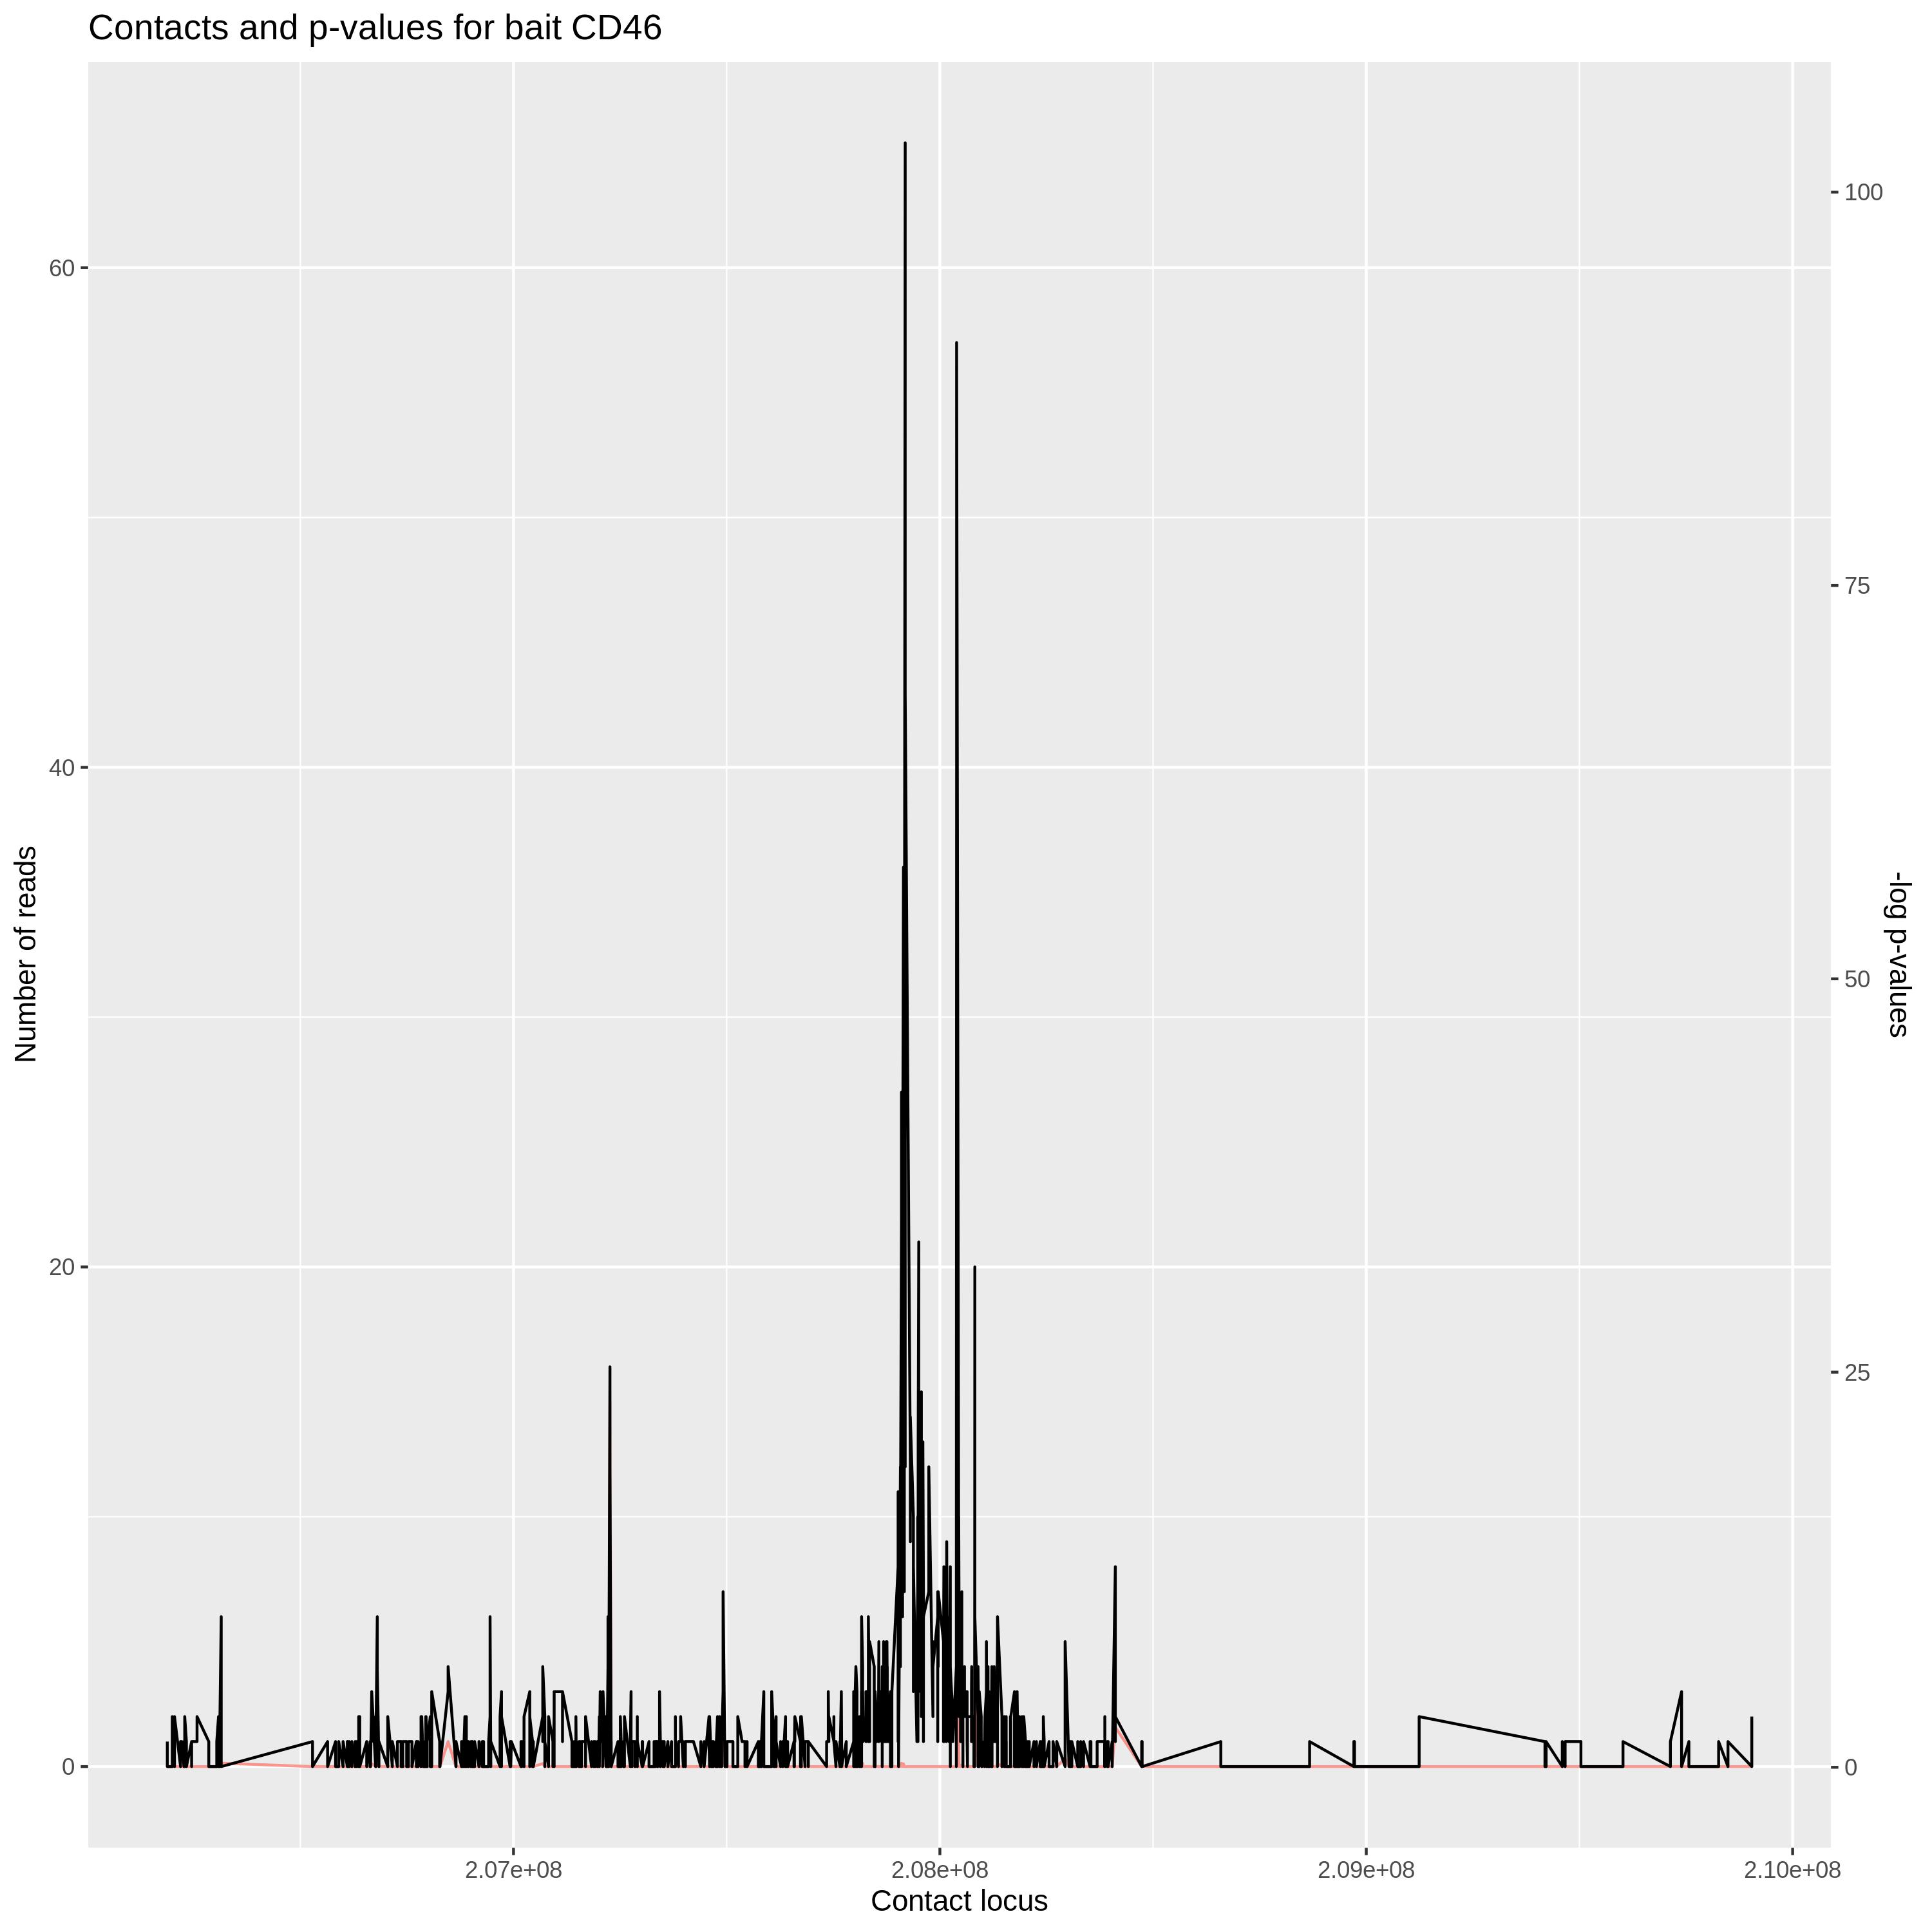 Contacts and p-values for bait CD46
Number of reads
60
40
20
0
100
75
50
25
0
-log p-values
2.07e+08
2.08e+08
2.09e+08
2.10e+08
Contact locus